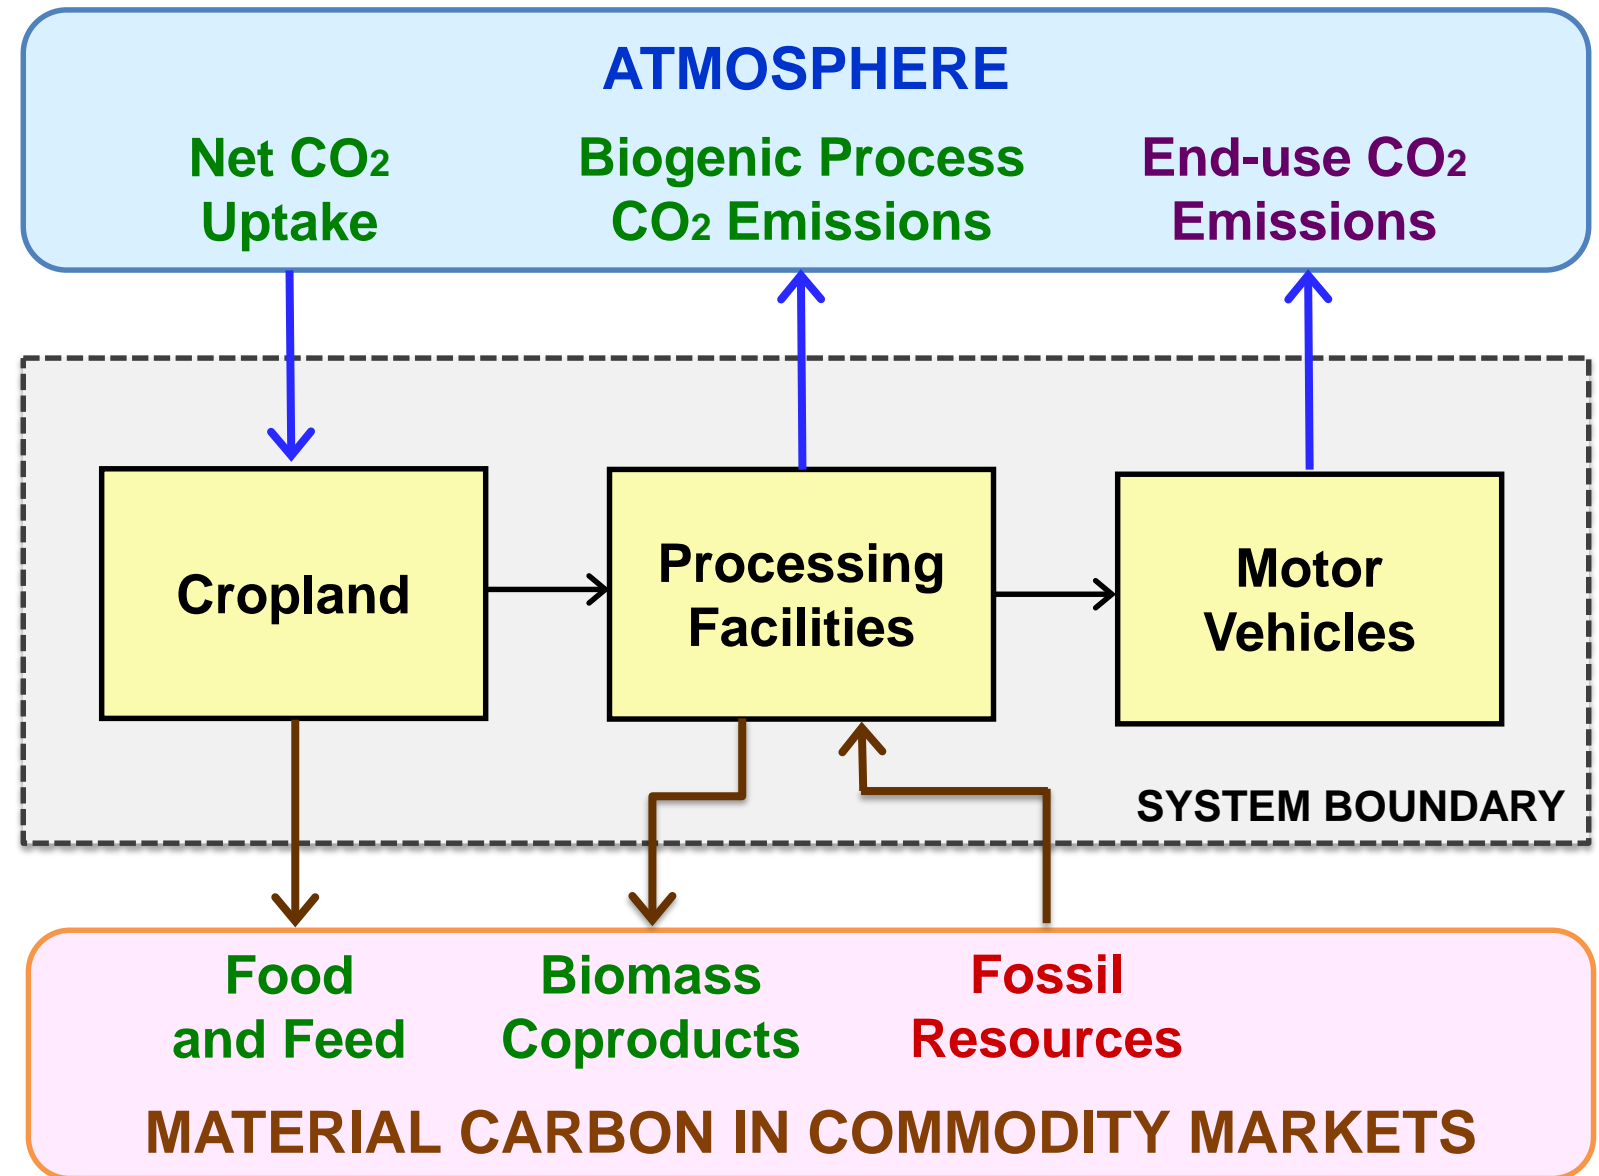 ATMOSPHERE
Net CO2
Uptake
Biogenic Process
CO2 Emissions
End-use CO2
Emissions
Cropland
Processing
Facilities
Motor
Vehicles
SYSTEM BOUNDARY
Food
and Feed
Biomass
Coproducts
Fossil
Resources
MATERIAL CARBON IN COMMODITY MARKETS